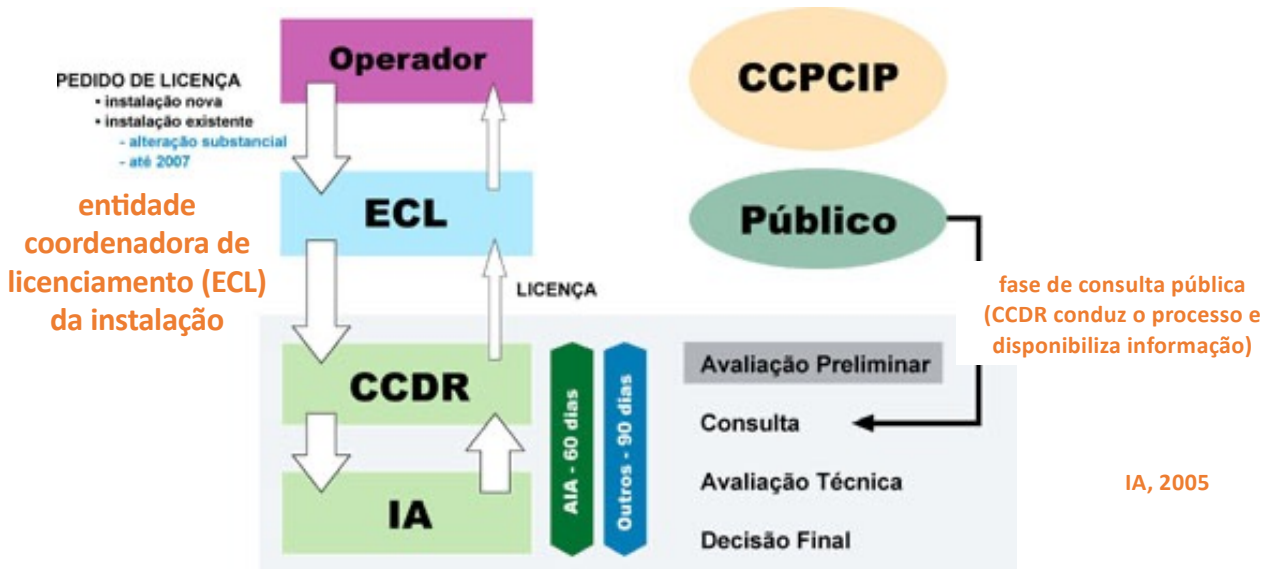 Operador
PEDIDO DE LICENÇA
• instalação nova
• instalação existente
- alteração substancial
- até 2007
CCPCIP
entidade
coordenadora de
licenciamento (ECL)
da instalação
ECL
Público
LICENÇA
fase de consulta pública
(CCDR conduz o processo e
disponibiliza informação)
CCDR
IA
AIA - 60 dias
Outros - 90 dias
Avaliação Preliminar
Consulta
Avaliação Técnica
Decisão Final
IA, 2005